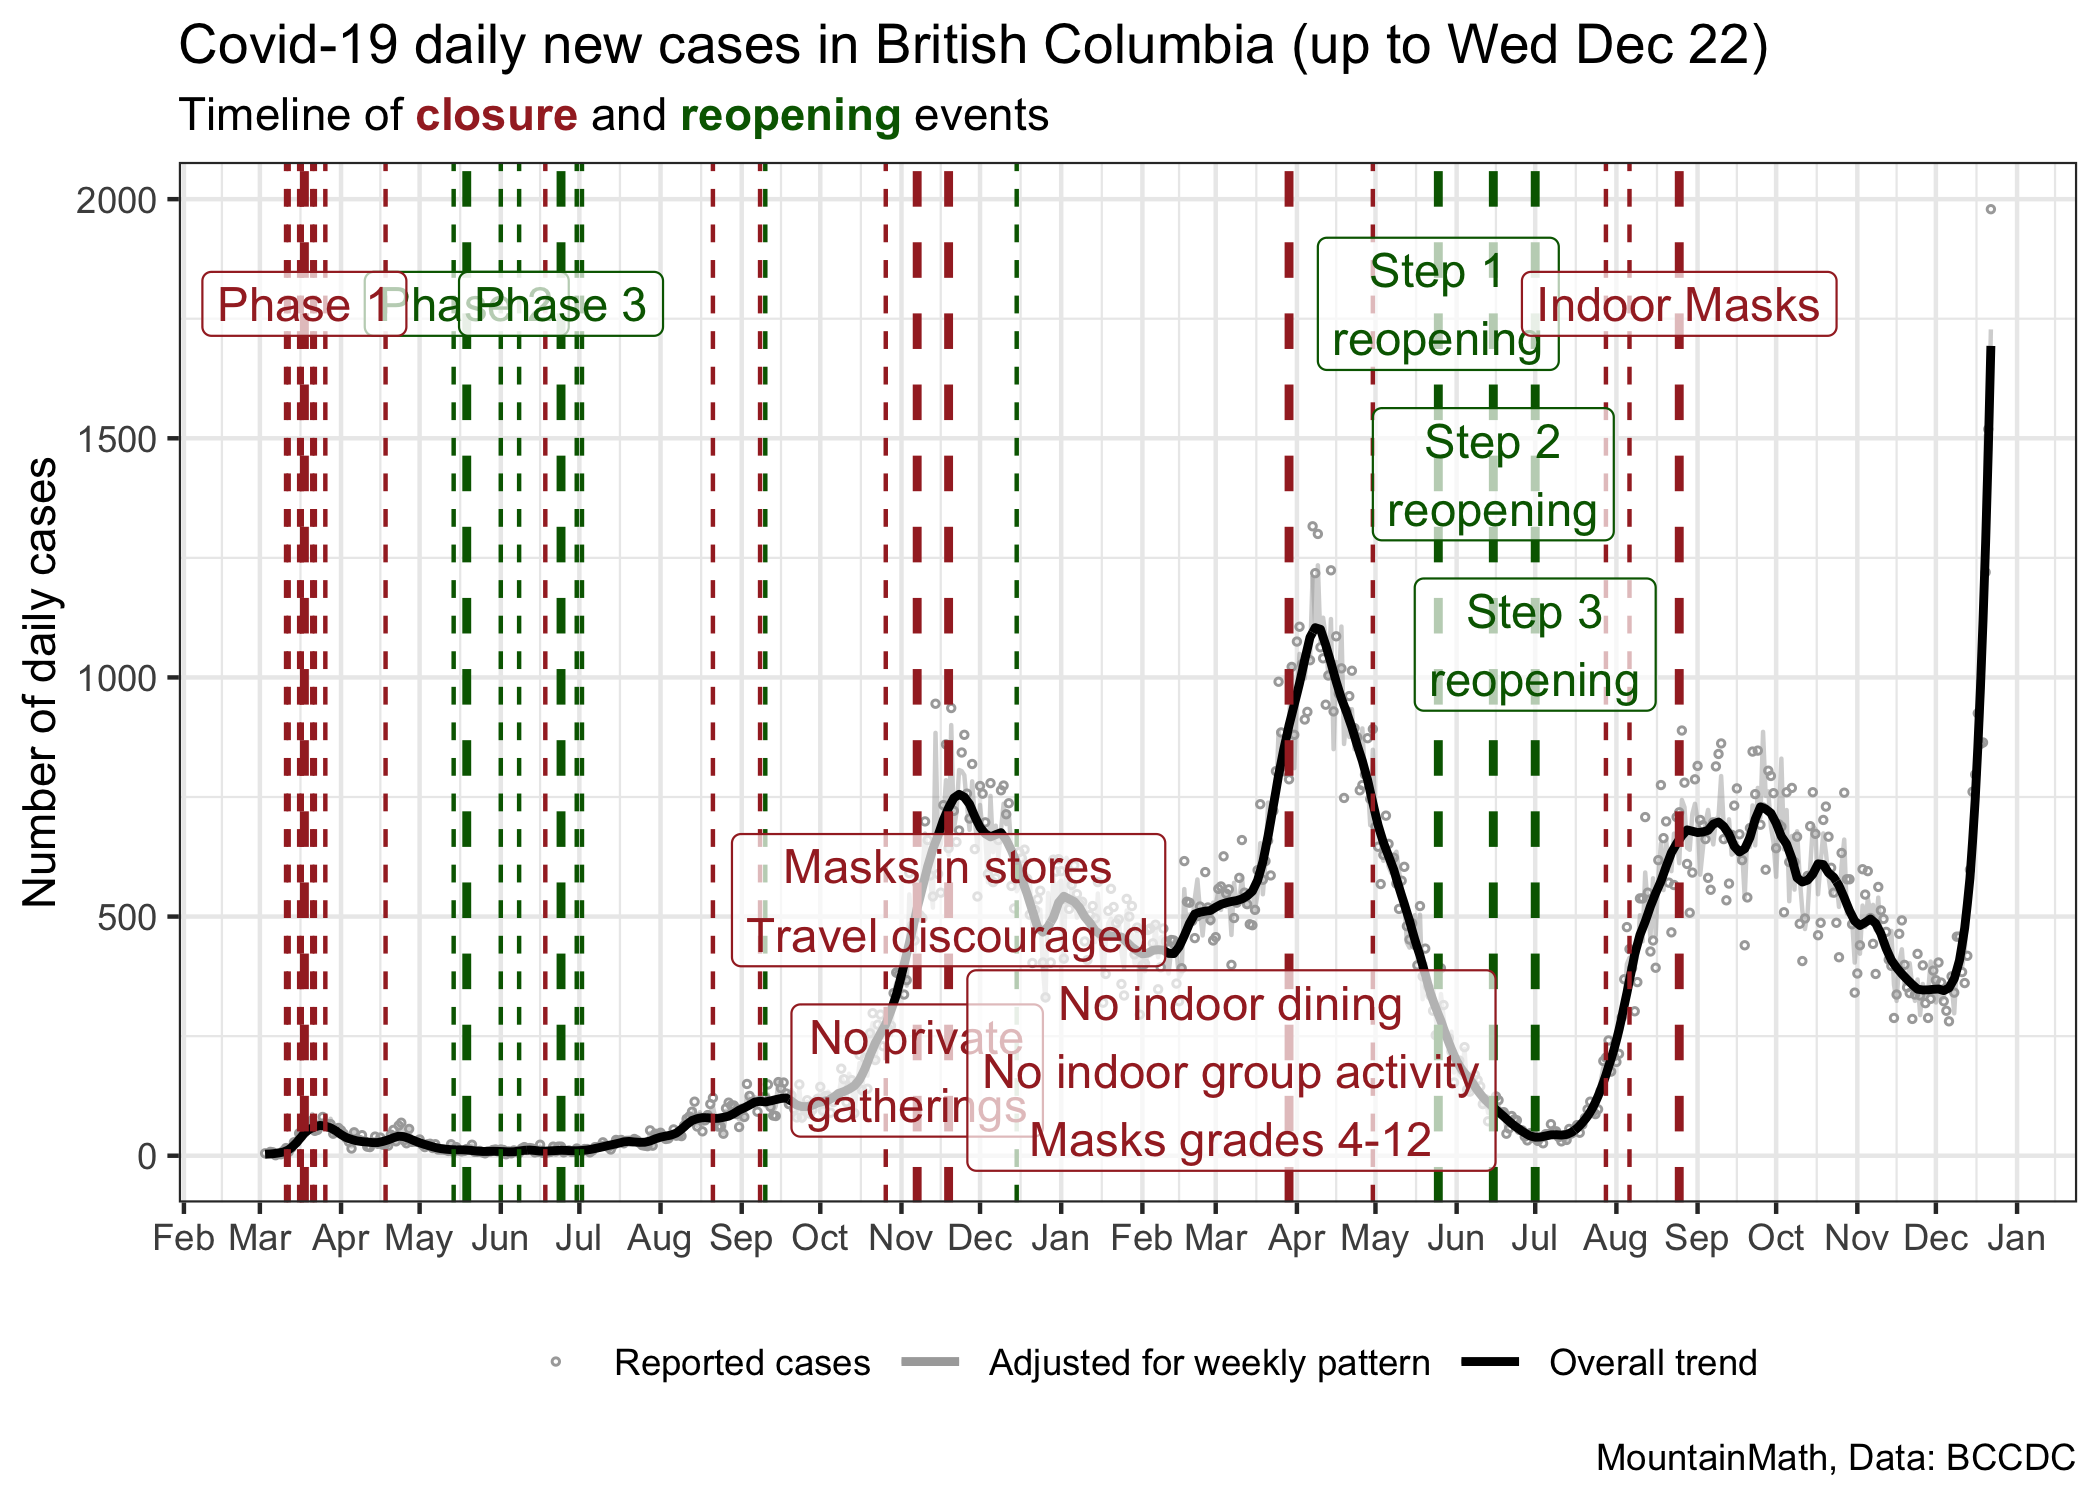 Covid-19 daily new cases in British Columbia (up to Wed Dec 22)
Timeline of closure and reopening events
Number of daily cases
2000
1500
1000
500
0
Phase 1
Phase 2
Phase 3
Step 1
reopening
Indoor Masks
Step 2
reopening
Step 3
reopening
Masks in stores
Travel discouraged
No private
gatherings
No indoor dining
No indoor group activity
Masks grades 4-12
Feb Mar Apr May Jun Jul Aug Sep Oct Nov Dec Jan Feb Mar Apr May Jun Jul Aug Sep Oct Nov Dec Jan
Reported cases Adjusted for weekly pattern Overall trend
MountainMath, Data: BCCDC